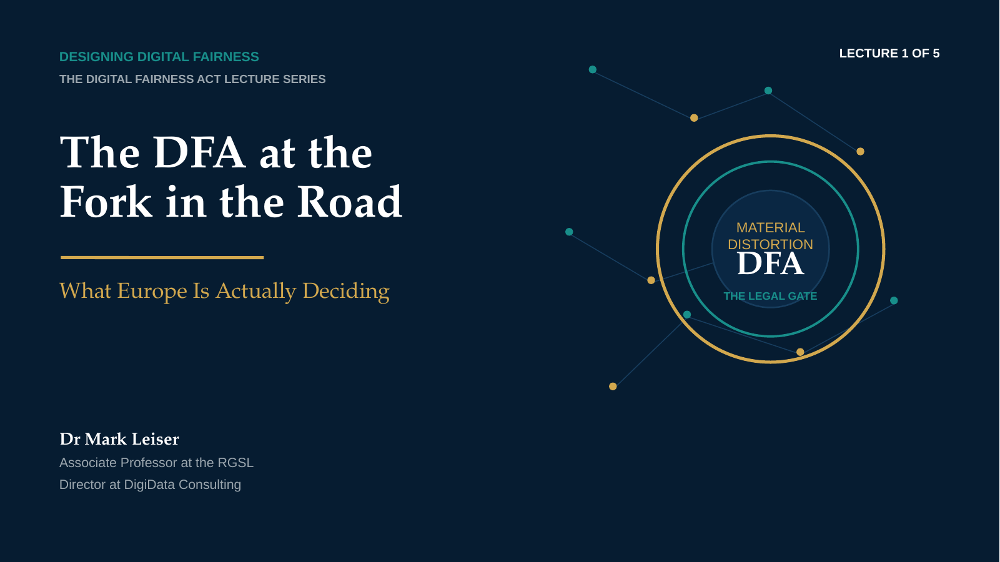 DESIGNING DIGITAL FAIRNESS
THE DIGITAL FAIRNESS ACT LECTURE SERIES
LECTURE 1 OF 5
The DFA at the
Fork in the Road
What Europe Is Actually Deciding
MATERIAL
DISTORTION
DFA
THE LEGAL GATE
Dr Mark Leiser
Associate Professor at the RGSL
Director at DigiData Consulting